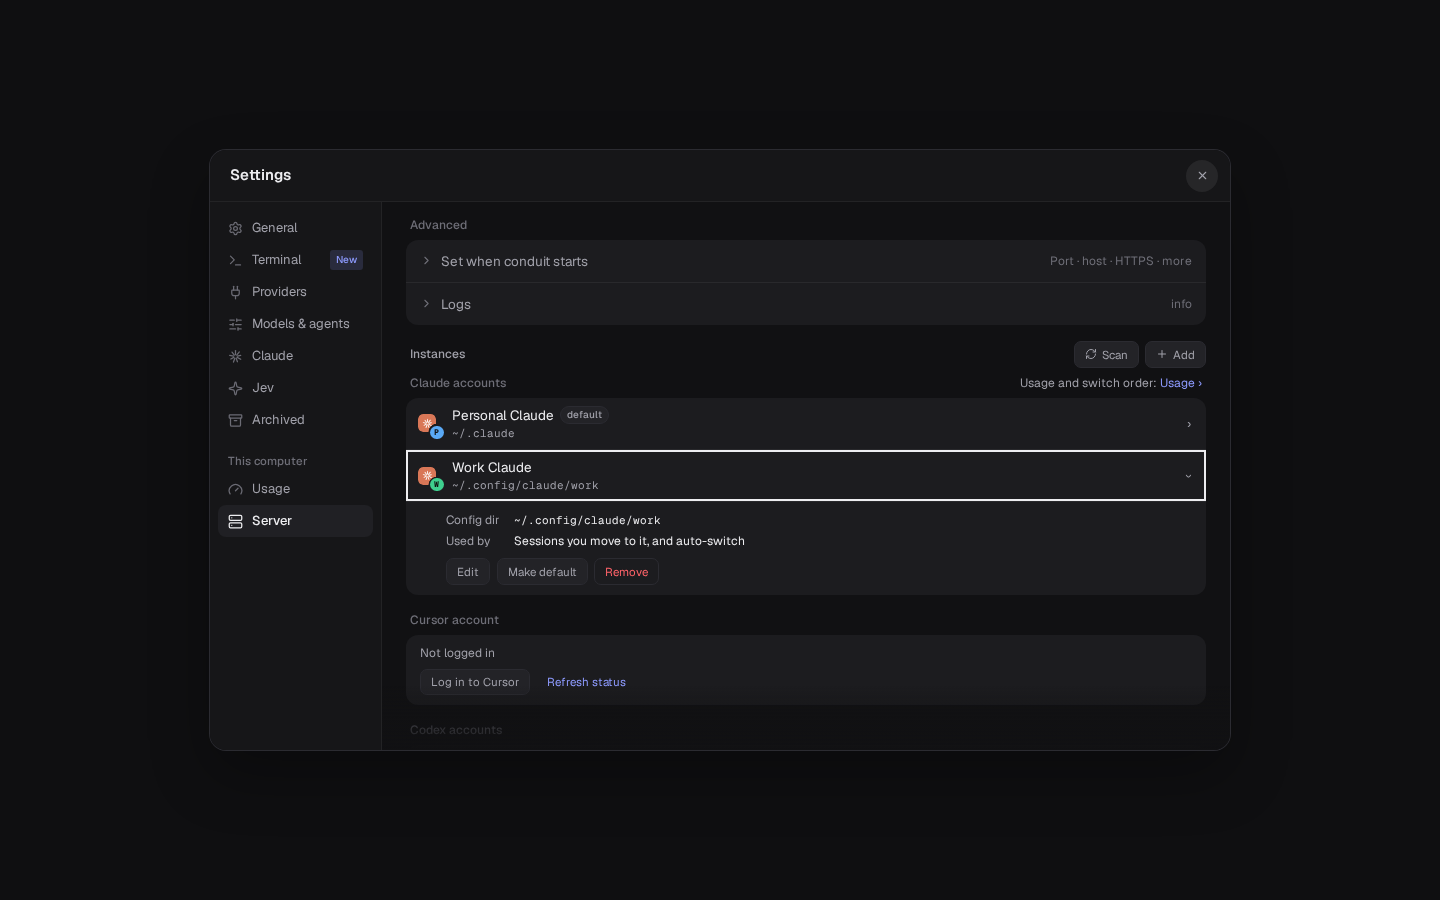 Settings
General
Terminal New
Providers
Models & agents
Claude
Jev
Archived
This computer
Usage
Server
Advanced
Set when conduit starts Port · host · HTTPS · more
Logs info
Instances Scan Add
Claude accounts Usage and switch order: Usage ›
Personal Claude default
P ~/.claude
Work Claude
W ~/.config/claude/work
Config dir ~/.config/claude/work
Used by Sessions you move to it, and auto-switch
Edit Make default Remove
Cursor account
Not logged in
Log in to Cursor Refresh status
Codex accounts